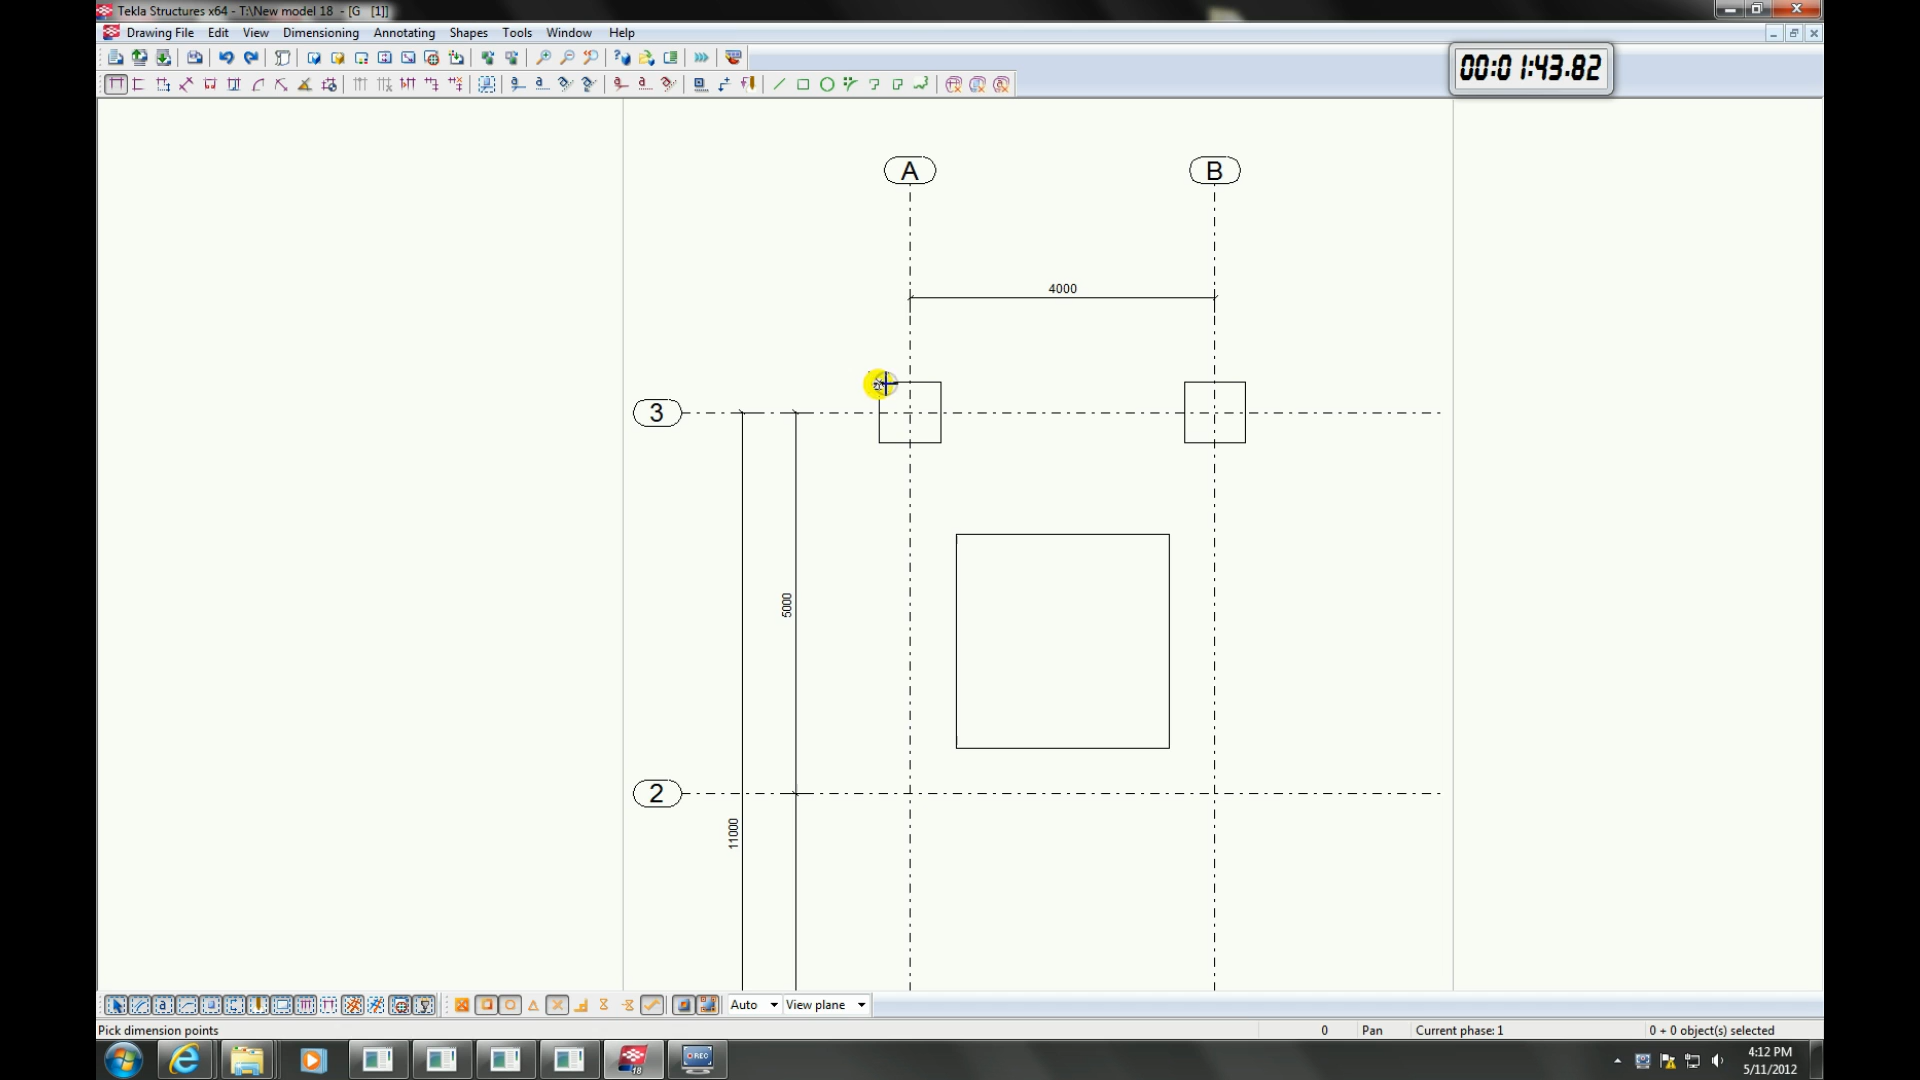 Tekla Structures x64 - T:\New model 18 - [G [1]]
Drawing File Edit View Dimensioning Annotating Shapes Tools Window Help
00:01:43.82
A B
4000
3
5000
2
11000
Auto View plane
Pick dimension points 0 Pan Current phase: 1 0 + 0 object(s) selected
REC
18
4:12 PM
5/11/2012